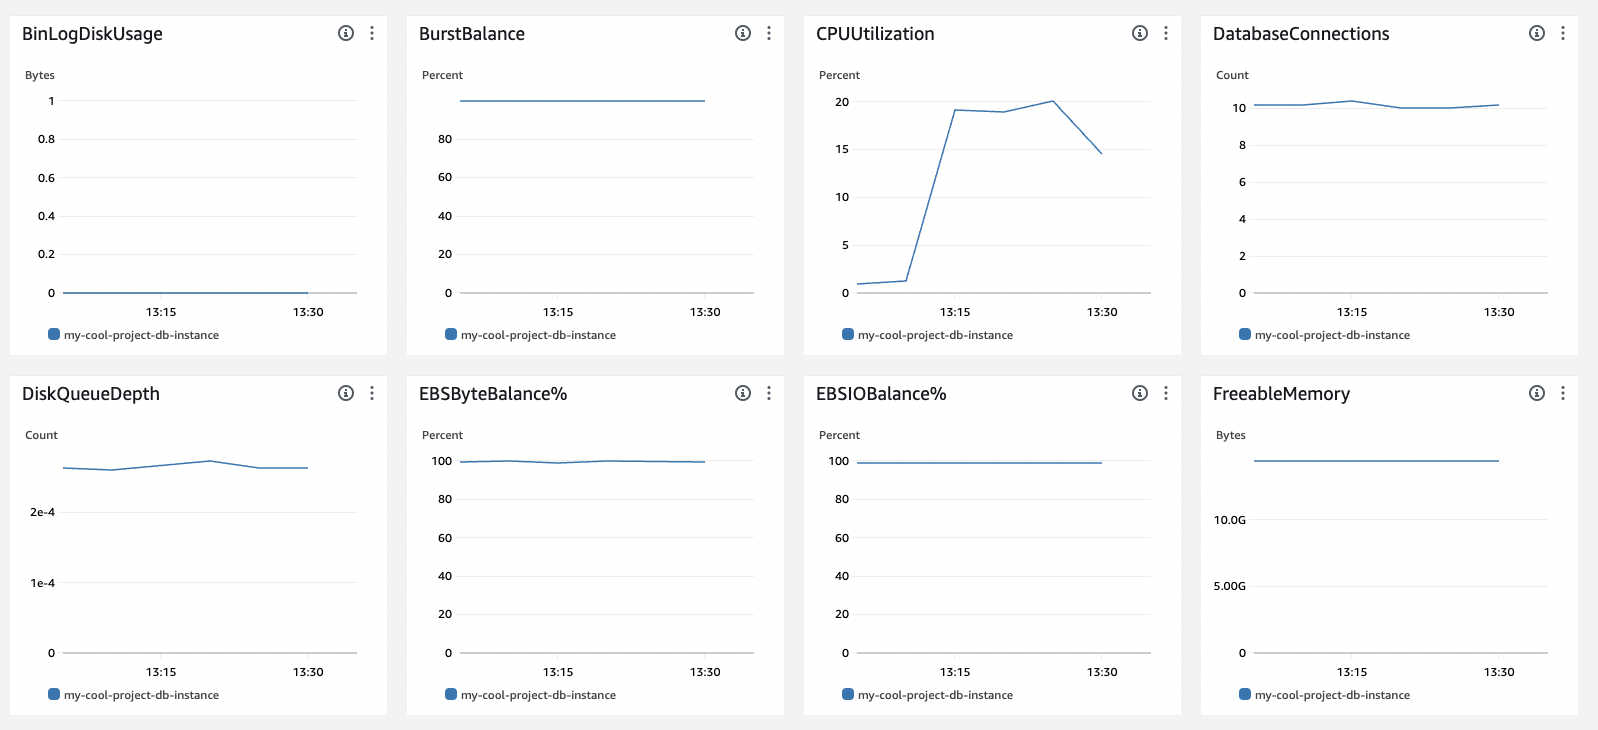 BinLogDiskUsage
Bytes
1
0.8
0.6
0.4
0.2
0
13:15 13:30
my-cool-project-db-instance
BurstBalance
Percent
80
60
40
20
0
13:15 13:30
my-cool-project-db-instance
CPUUtilization
Percent
20
15
10
5
0
13:15 13:30
my-cool-project-db-instance
DatabaseConnections
Count
10
8
6
4
2
0
13:15 13:30
my-cool-project-db-instance
DiskQueueDepth
Count
2e-4
1e-4
0
13:15 13:30
my-cool-project-db-instance
EBSByteBalance%
Percent
100
80
60
40
20
0
13:15 13:30
my-cool-project-db-instance
EBSIOBalance%
Percent
100
80
60
40
20
0
13:15 13:30
my-cool-project-db-instance
FreeableMemory
Bytes
10.0G
5.00G
0
13:15 13:30
my-cool-project-db-instance